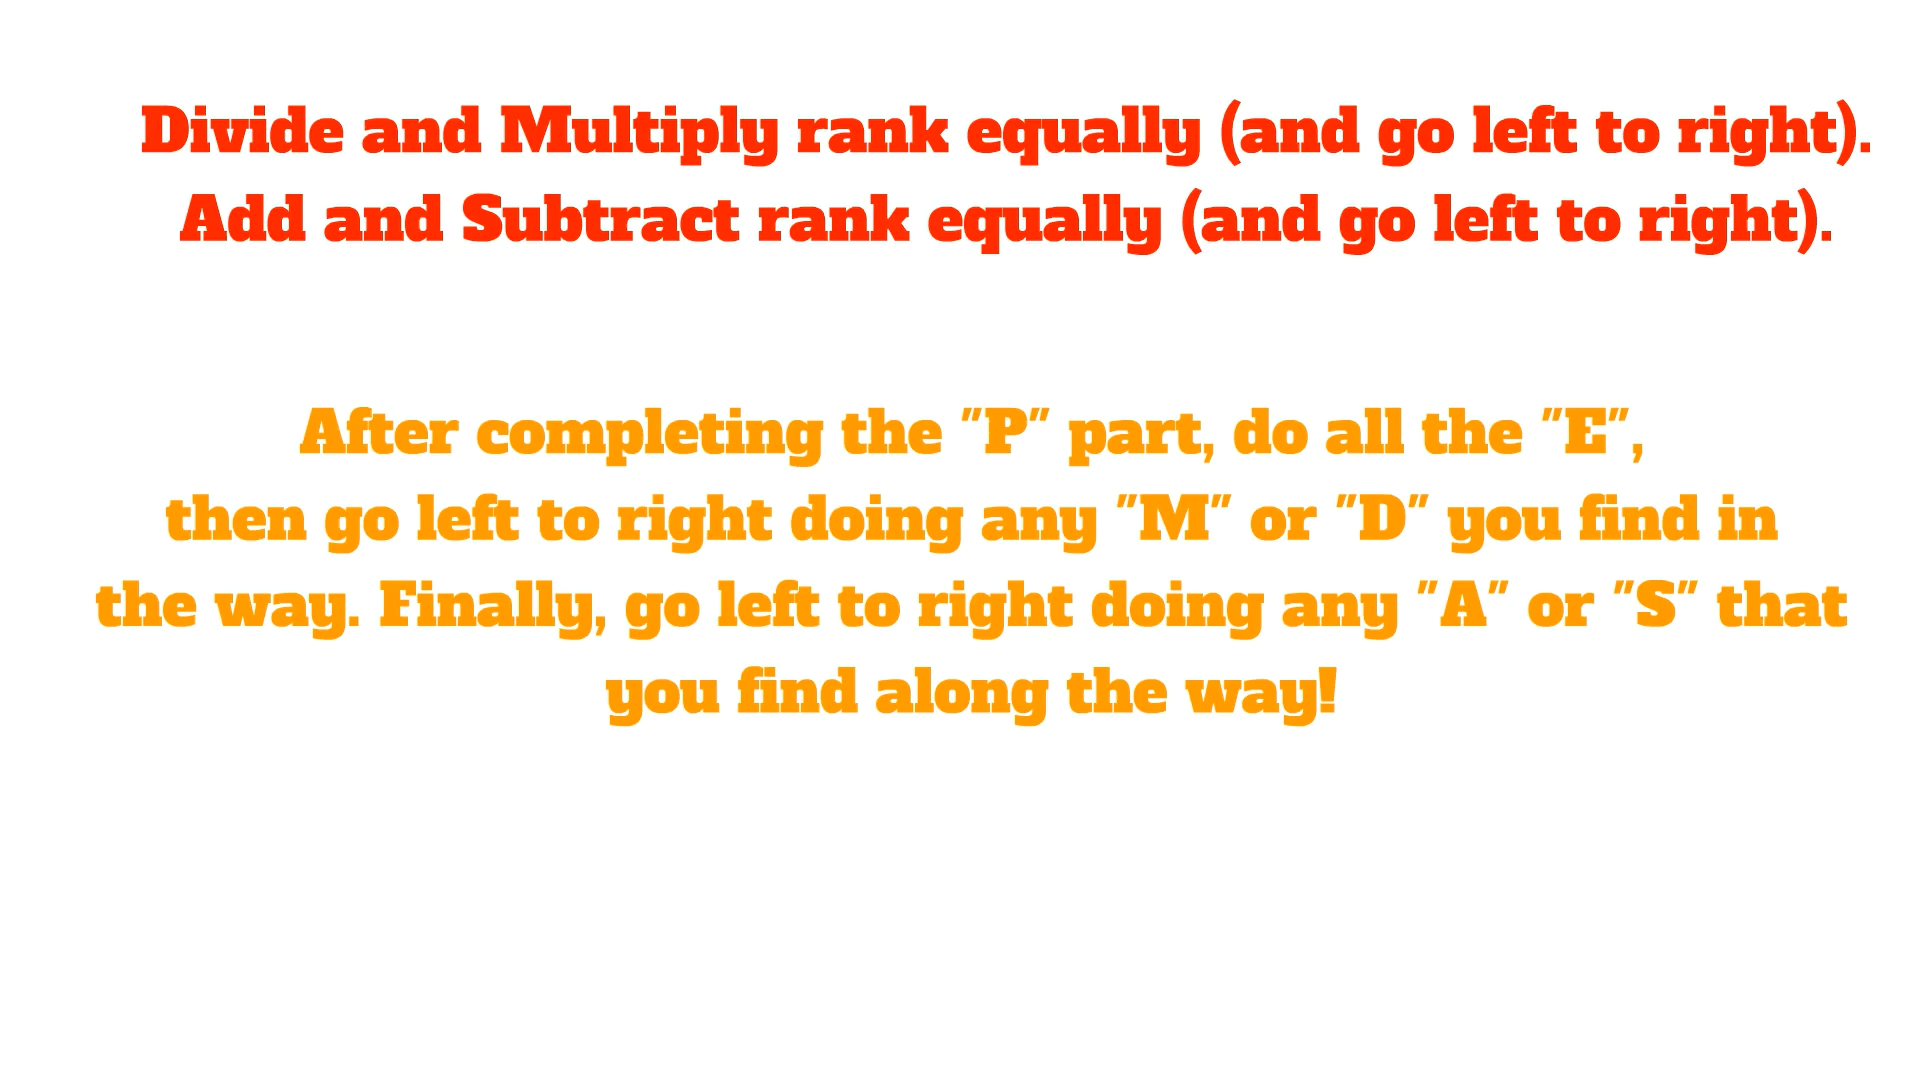 Divide and Multiply rank equally (and go left to right).
Add and Subtract rank equally (and go left to right).
After completing the "P" part, do all the "E",
then go left to right doing any "M" or "D" you find in
the way. Finally, go left to right doing any "A" or "S" that
you find along the way!